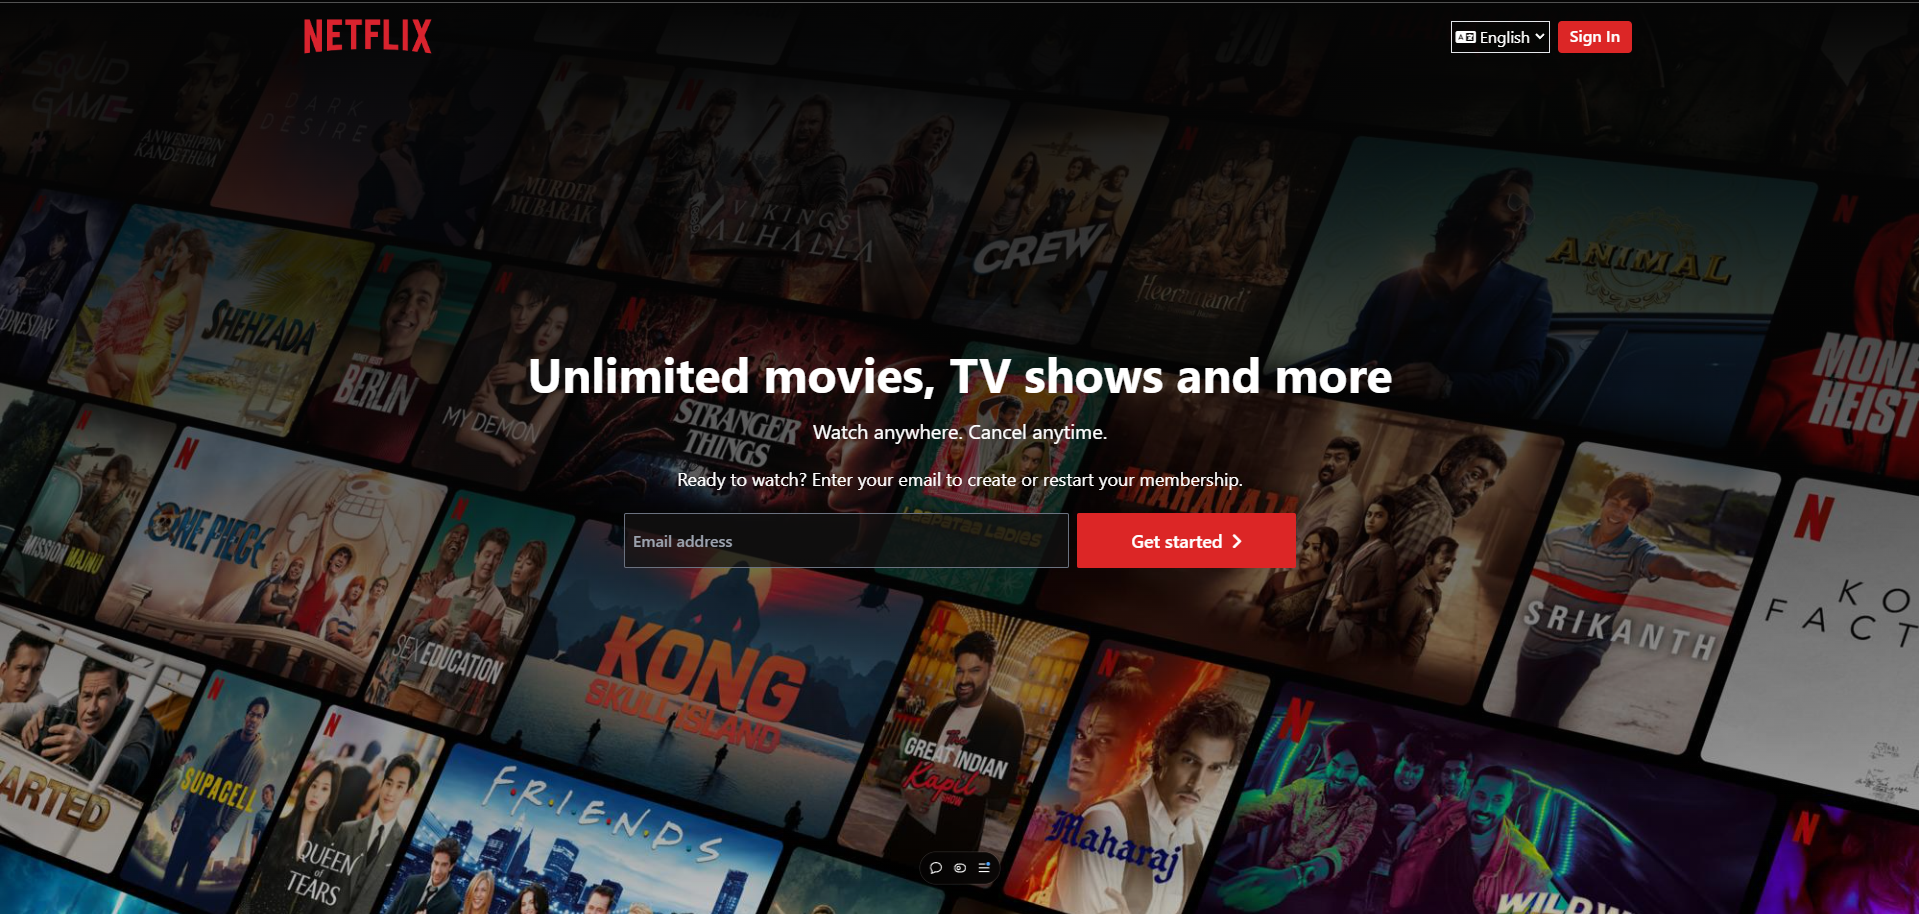 NETFLIX
English
Sign In
SQUID
GAME
DARK
DESIRE
ANWESHIPPIN
KANDETHUM
MURDER
MUBARAK
VIKINGS
VALHALLA
CREW
Heeramandi
ANIMAL
WEDNESDAY
SHEHZADA
BERLIN
MY DEMON
STRANGER
THINGS
MONEY
HEIST
Unlimited movies, TV shows and more
Watch anywhere. Cancel anytime.
Ready to watch? Enter your email to create or restart your membership.
Email address
Get started
MISSION MAJNU
ONE PIECE
SEX EDUCATION
KONG
SKULL ISLAND
Laapataa Ladies
MAHARAJA
SRIKANTH
KO
FACT
ARTED
SUPACELL
QUEEN
of
TEARS
F.R.I.E.N.D.S
The
GREAT INDIAN
Kapil
SHOW
Maharaj
WILD W